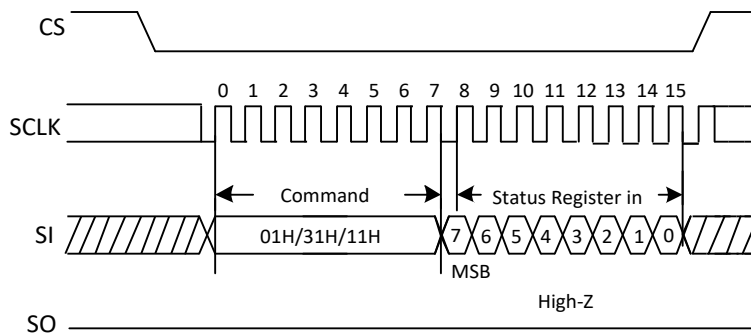 CS
0 1 2 3 4 5 6 7 8 9 10 11 12 13 14 15
SCLK
Command Status Register in
SI 01H/31H/11H 7 6 5 4 3 2 1 0
MSB
High-Z
SO